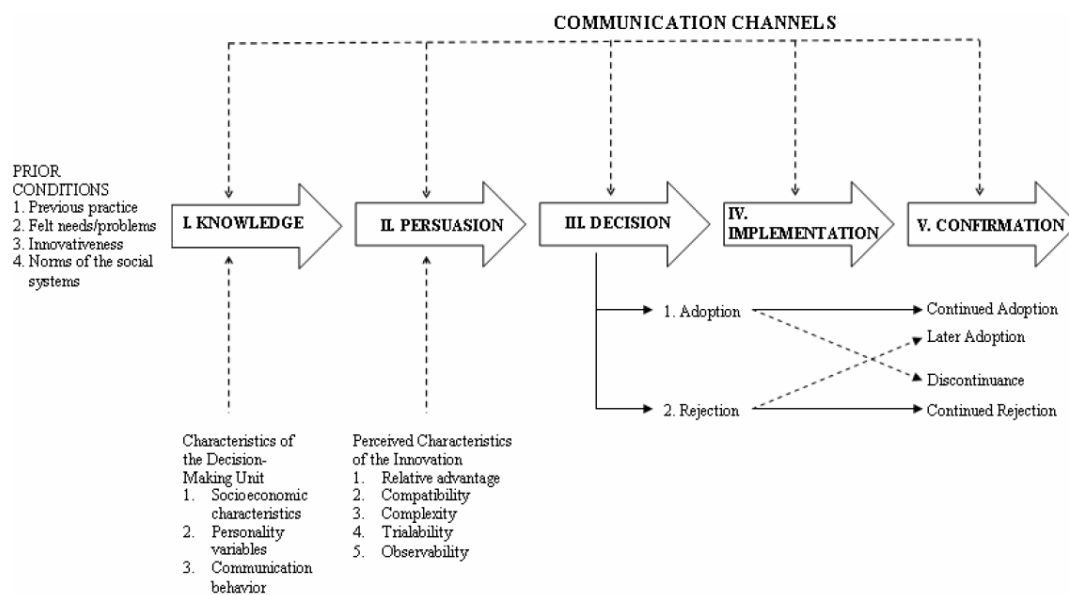 COMMUNICATION CHANNELS
PRIOR
CONDITIONS
1. Previous practice
2. Felt needs/problems
3. Innovativeness
4. Norms of the social
systems
I. KNOWLEDGE
II. PERSUASION
III. DECISION
IV.
IMPLEMENTATION
V. CONFIRMATION
1. Adoption
2. Rejection
Continued Adoption
Later Adoption
Discontinuance
Continued Rejection
Characteristics of
the Decision-
Making Unit
1. Socioeconomic
characteristics
2. Personality
variables
3. Communication
behavior
Perceived Characteristics
of the Innovation
1. Relative advantage
2. Compatibility
3. Complexity
4. Trialability
5. Observability